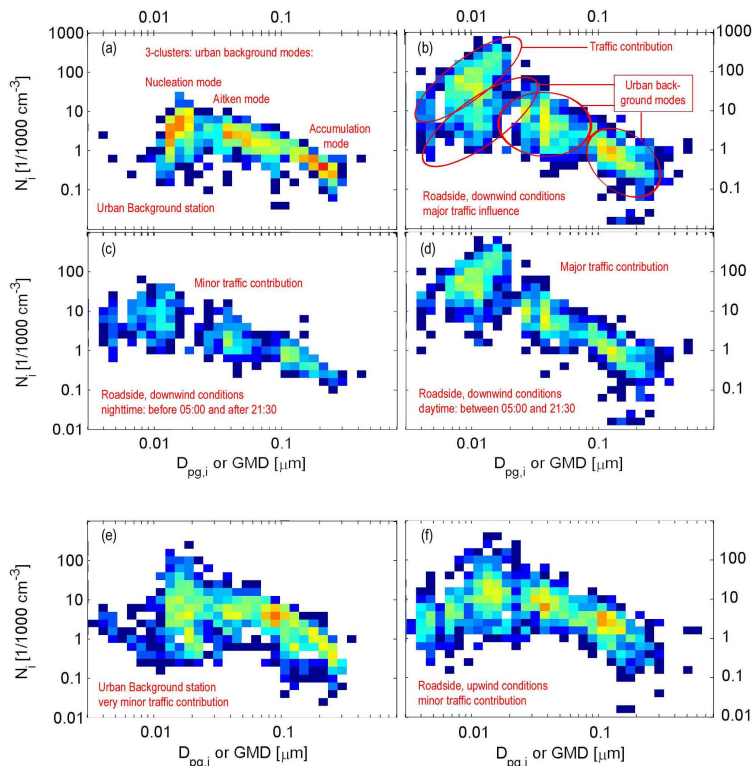 0.01 0.1
0.01 0.1
1000
100
10
1
0.1
N_i [1/1000 cm⁻³]
(a)
3-clusters: urban background modes:
Nucleation mode
Aitken mode
Accumulation
mode
Urban Background station
(b)
Traffic contribution
Urban back-
ground modes
Roadside, downwind conditions
major traffic influence
1000
100
10
1
0.1
100
10
1
0.1
0.01
N_i [1/1000 cm⁻³]
(c)
Minor traffic contribution
Roadside, downwind conditions
nighttime: before 05:00 and after 21:30
(d)
Major traffic contribution
Roadside, downwind conditions
daytime: between 05:00 and 21:30
100
10
1
0.1
0.01
0.01 0.1
D_pg,i or GMD [μm]
0.01 0.1
D_pg,i or GMD [μm]
100
10
1
0.1
0.01
N_i [1/1000 cm⁻³]
(e)
Urban Background station
very minor traffic contribution
(f)
Roadside, upwind conditions
minor traffic contribution
100
10
1
0.1
0.01
0.01 0.1
D_pg,i or GMD [μm]
0.01 0.1
D_pg,i or GMD [μm]